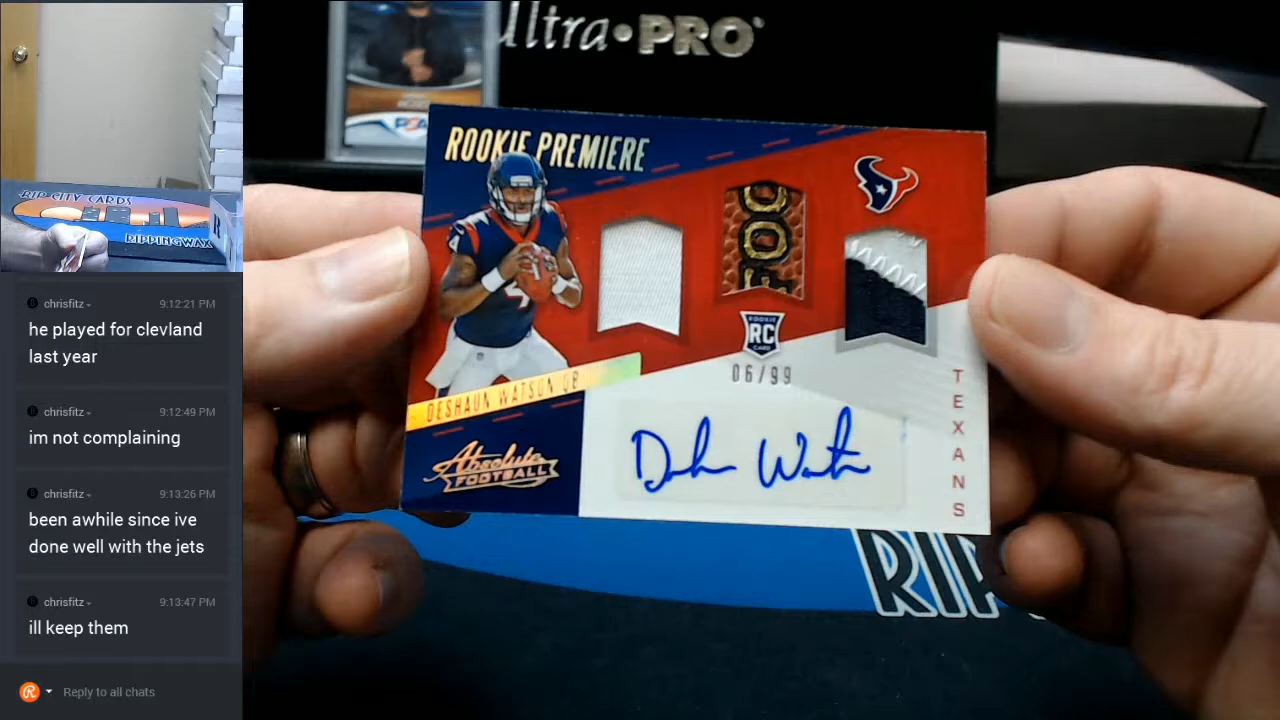 Ultra•PRO
ROOKIE PREMIERE
FOO
ROOKIE
RC
CARD
06/99
4
DESHAUN WATSON QB
Absolute
FOOTBALL
TEXANS
RIP
RIP CITY CARDS
RIPPINGWAX
R
chrisfitz 9:12:21 PM
he played for clevland
last year
chrisfitz 9:12:49 PM
im not complaining
chrisfitz 9:13:26 PM
been awhile since ive
done well with the jets
chrisfitz 9:13:47 PM
ill keep them
Reply to all chats